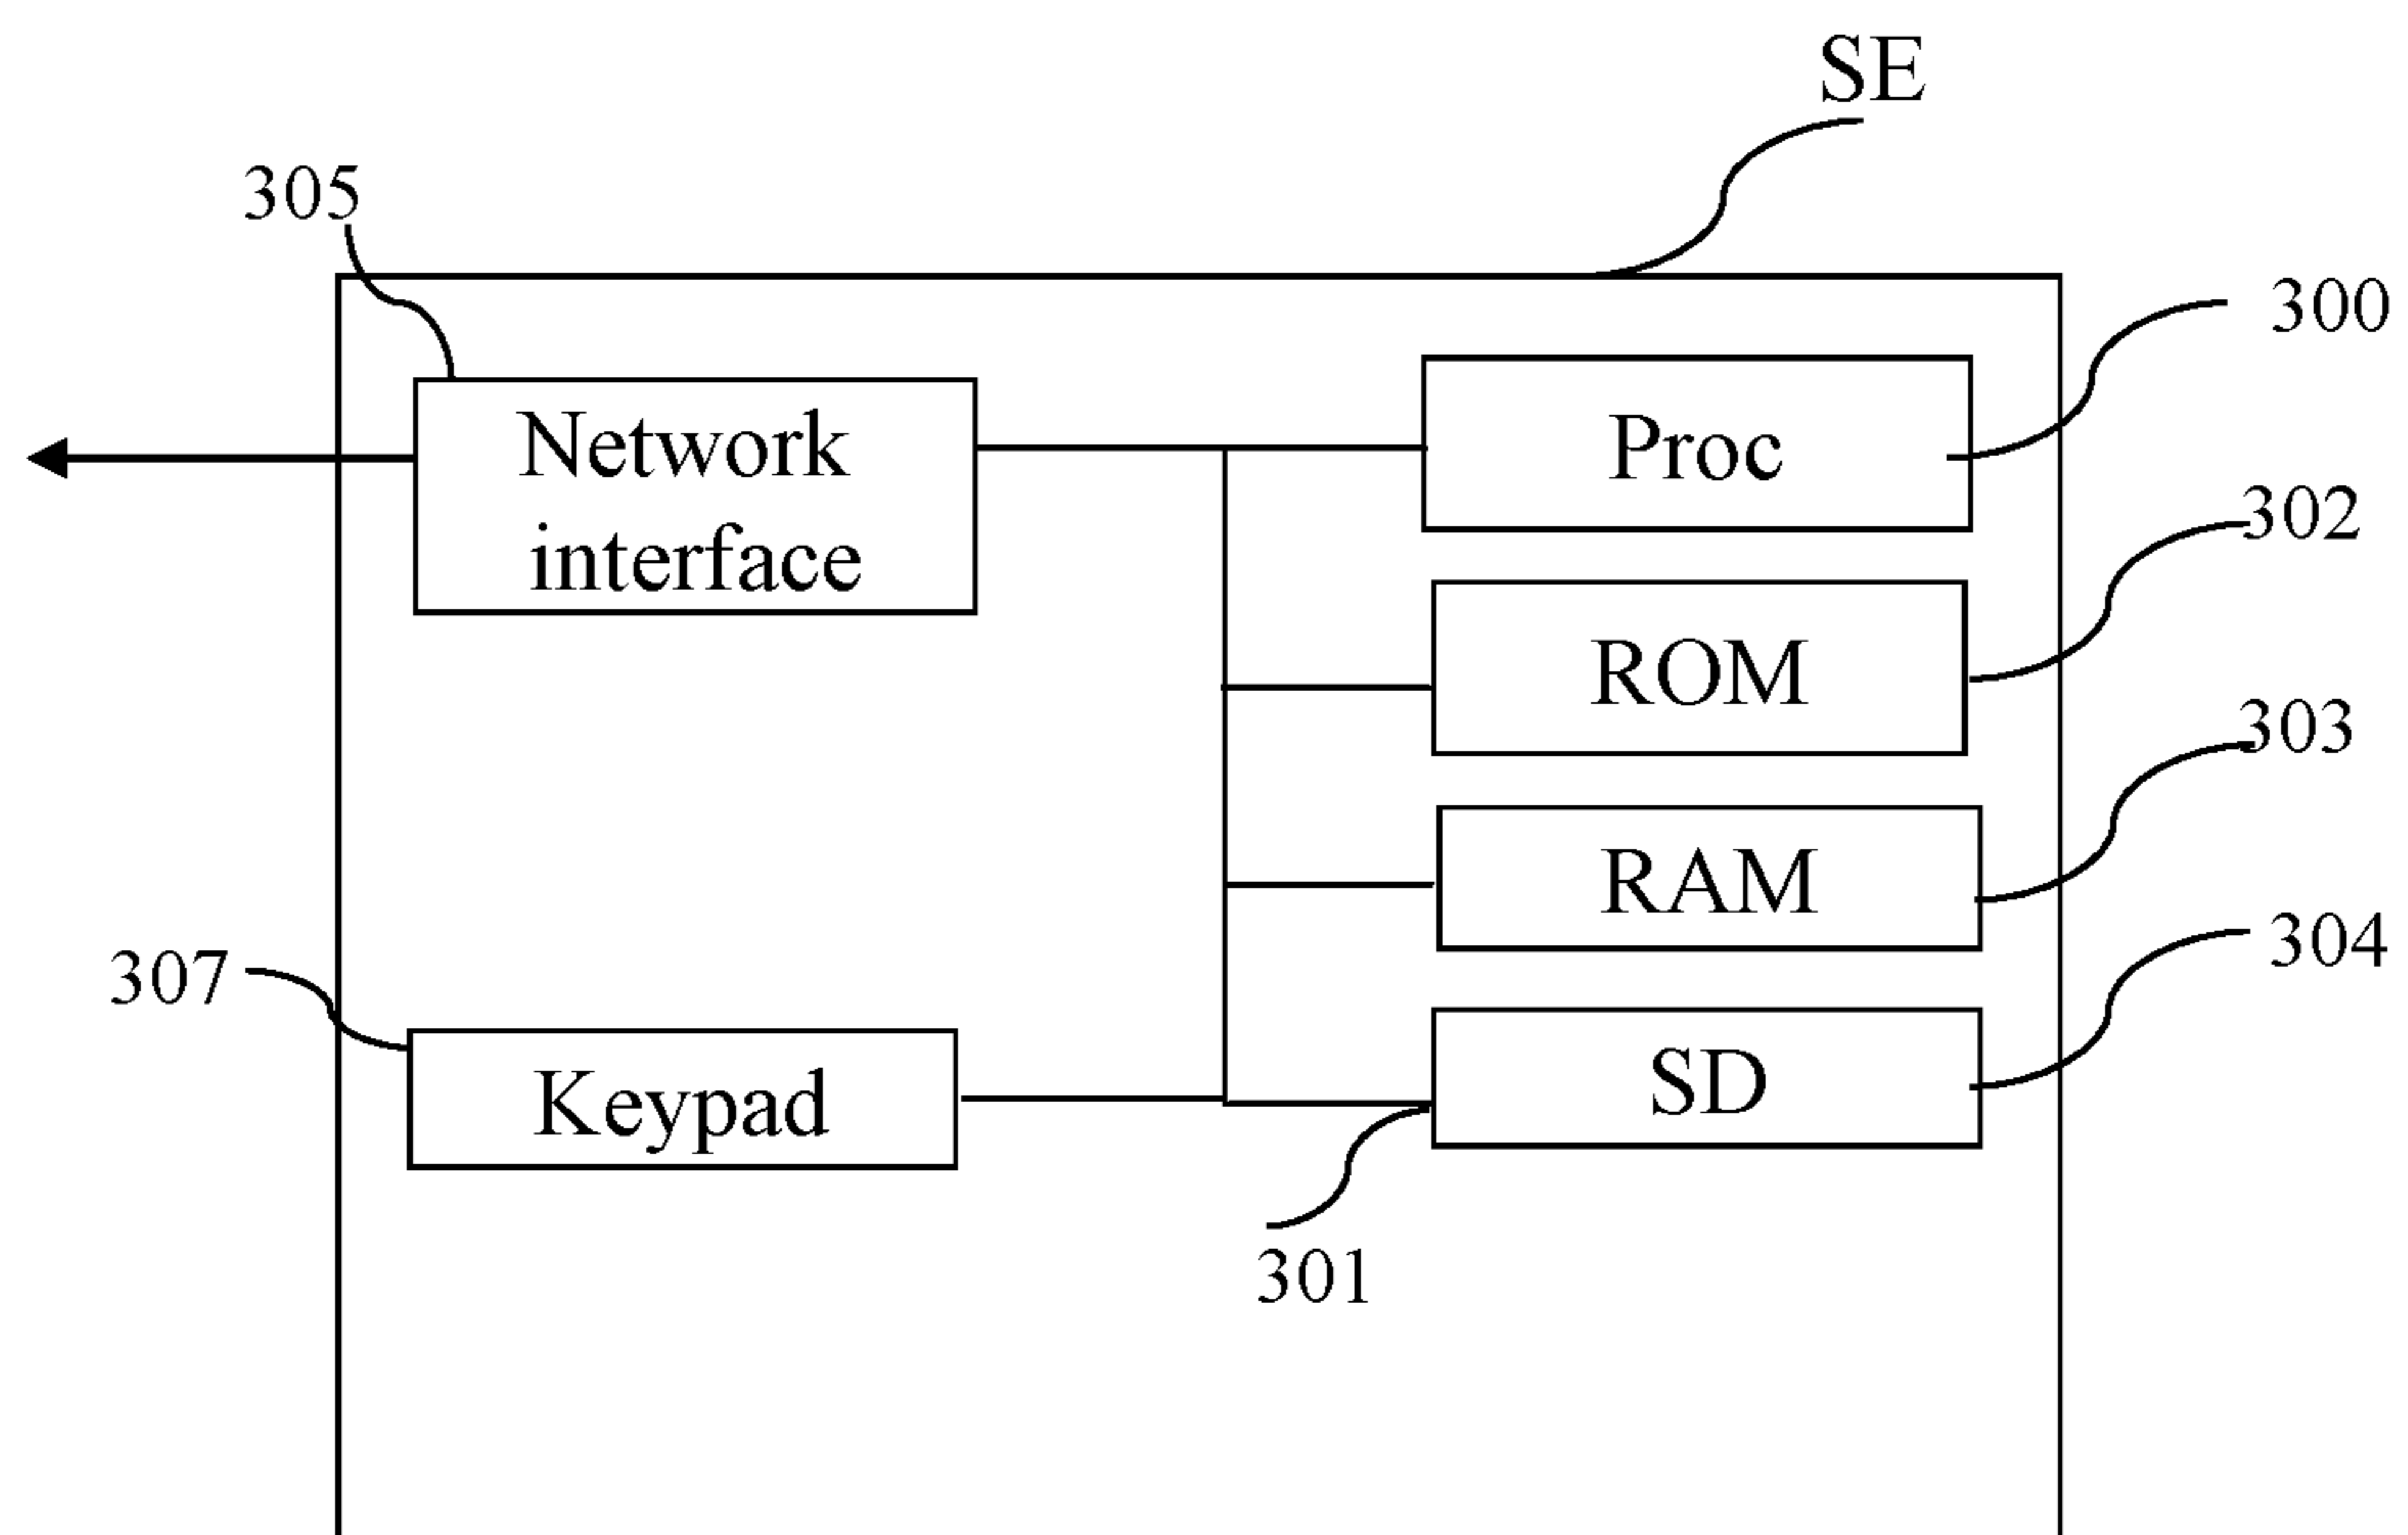 SE
305
300
Network
interface
Proc
302
ROM
303
RAM
304
307
SD
Keypad
301